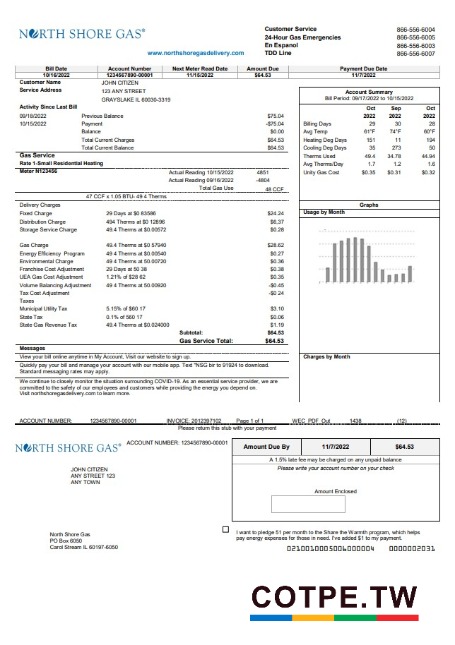 NORTH SHORE GAS®
www.northshoregasdelivery.com
Customer Service 866-556-6004
24-Hour Gas Emergencies 866-556-6005
En Espanol 866-556-6003
TDD Line 866-556-6007
Bill Date Account Number Next Meter Read Date Amount Due Payment Due Date
10/16/2022 1234567890-00001 11/15/2022 $64.53 11/7/2022
Customer Name JOHN CITIZEN
Service Address 123 ANY STREET
GRAYSLAKE IL 60030-3319
Activity Since Last Bill
09/16/2022 Previous Balance $75.04
10/15/2022 Payment -$75.04
Balance $0.00
Total Current Charges $64.53
Total Current Balance $64.53
Gas Service
Rate 1-Small Residential Heating
Meter N123456 Actual Reading 10/15/2022 4851
Actual Reading 09/16/2022 -4804
Total Gas Use 48 CCF
47 CCF x 1.05 BTU- 49.4 Therms
Delivery Charges
Fixed Charge 29 Days at $0 83586 $24.24
Distribution Charge 494 Therms at $0 12896 $6.37
Storage Service Charge 49.4 Therms at $0.00572 $0.28
Gas Charge 49.4 Therms at $0 57940 $28.62
Energy Efficiency Program 49.4 Therms at $0.00540 $0.27
Environmental Charge 49.4 Therms at $0 00720 $0.36
Franchise Cost Adjustment 29 Days at $0 38 $0.38
UEA Gas Cost Adjustment 1.21% of $28 62 $0.35
Volume Balancing Adjustment 49.4 Therms at $0 00920 -$0.45
Tax Cost Adjustment -$0.24
Taxes
Municipal Utility Tax 5.15% of $60 17 $3.10
State Tax 0.1% of $60 17 $0.06
State Gas Revenue Tax 49.4 Therms at $0.024000 $1.19
Subtotal: $64.53
Gas Service Total: $64.53
Messages
View your bill online anytime in My Account. Visit our website to sign up.
Quickly pay your bill and manage your account with our mobile app. Text "NSG btr to 91924 to download.
Standard messaging rates may apply.
We continue to closely monitor the situation surrounding COVID-19. As an essential service provider, we are
committed to the safety of our employees and customers while providing the energy you depend on.
Visit northshoregasdelivery.com to learn more.
Account Summary
Bill Period: 09/17/2022 to 10/15/2022
Oct Sep Oct
2022 2022 2022
Billing Days 29 30 28
Avg Temp 61°F 74°F 60°F
Heating Deg Days 151 11 194
Cooling Deg Days 35 273 50
Therms Used 49.4 34.78 44.94
Avg Therms/Day 1.7 1.2 1.6
Unity Gas Cost $0.35 $0.31 $0.32
Graphs
Usage by Month
Charges by Month
ACCOUNT NUMBER: 1234567890-00001 INVOICE: 2012397102 Page 1 of 1 WEC_PDF_Out 1438 (12)
Please return this stub with your payment
NORTH SHORE GAS®
ACCOUNT NUMBER: 1234567890-00001
JOHN CITIZEN
ANY STREET 123
ANY TOWN
Amount Due By 11/7/2022 $64.53
A 1.5% late fee may be charged on any unpaid balance
Please write your account number on your check
Amount Enclosed
North Shore Gas
PO Box 6050
Carol Stream IL 60197-6050
I want to pledge $1 per month to the Share the Warmth program, which helps
pay energy expenses for those in need. I've added $1 to my payment.
0210010005006000004 0000002031
COTPE.TW